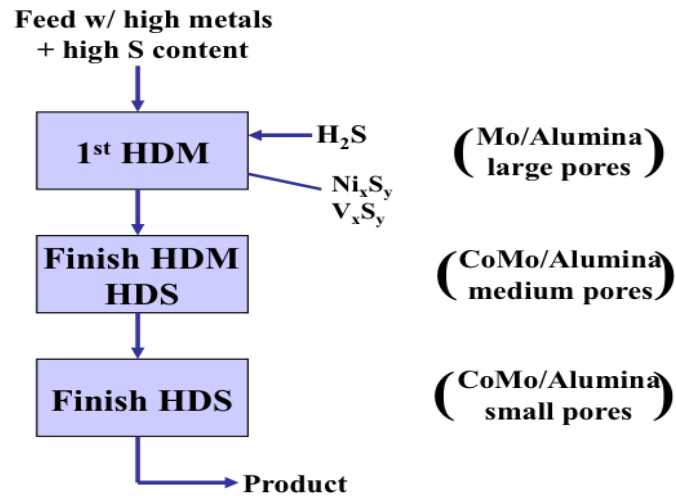 Feed w/ high metals
+ high S content
1st HDM
H2S
(Mo/Alumina
large pores)
NixSy
VxSy
Finish HDM
HDS
(CoMo/Alumina
medium pores)
Finish HDS
(CoMo/Alumina
small pores)
Product